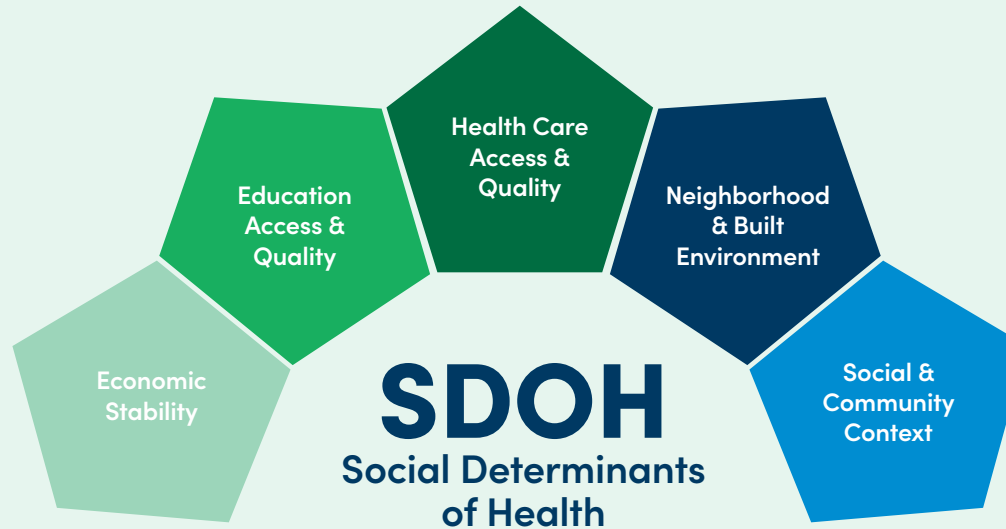 Health Care
Access &
Quality
Education
Access &
Quality
Neighborhood
& Built
Environment
Economic
Stability
Social &
Community
Context
SDOH
Social Determinants
of Health